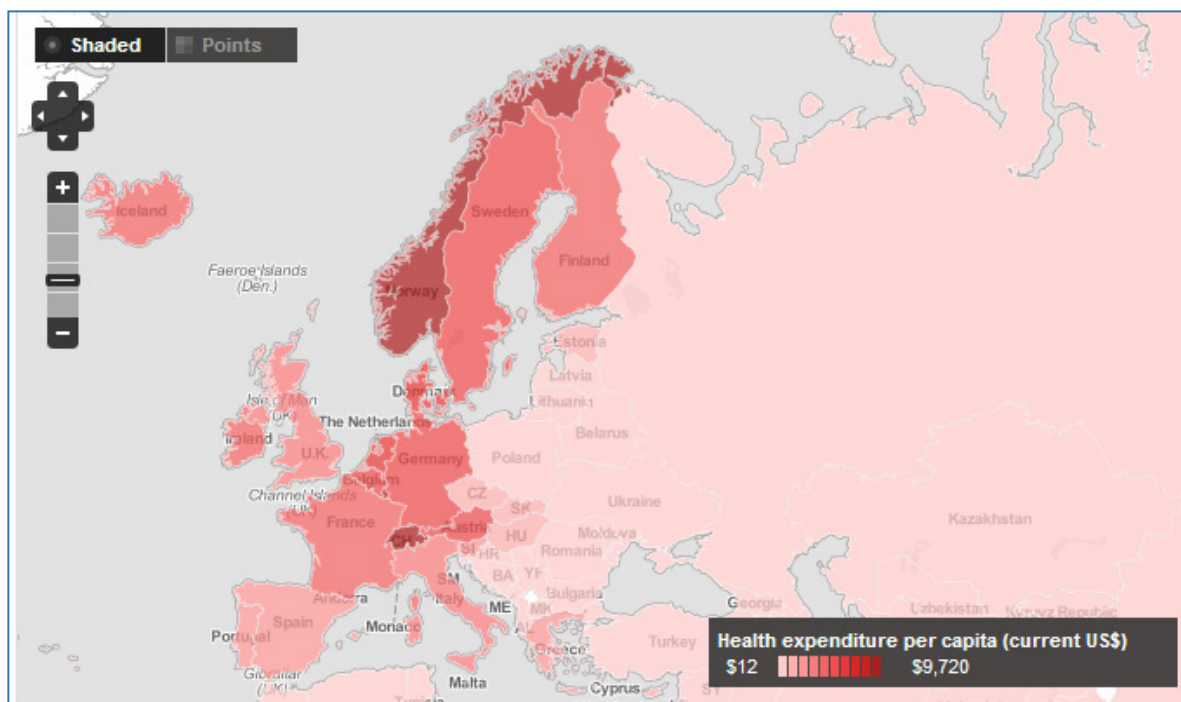 Shaded
Points
+
−
Iceland
Sweden
Finland
Norway
Faeroe Islands
(Den.)
Estonia
Latvia
Lithuania
Denmark
Isle of Man
(UK)
The Netherlands
Belarus
Ireland
U.K.
Germany
Poland
Belgium
Channel Islands
(UK)
CZ
Ukraine
SK
France
Kazakhstan
CH
Austria
HU
Moldova
SI
HR
Romania
SM
BA
YF
Andorra
Italy
ME
Bulgaria
MK
Georgia
Uzbekistan
Kyrgyz Republic
Spain
Portugal
Monaco
AL
Turkey
Greece
Gibraltar
(UK)
Malta
Cyprus
SY
Tunisia
Health expenditure per capita (current US$)
$12
$9,720